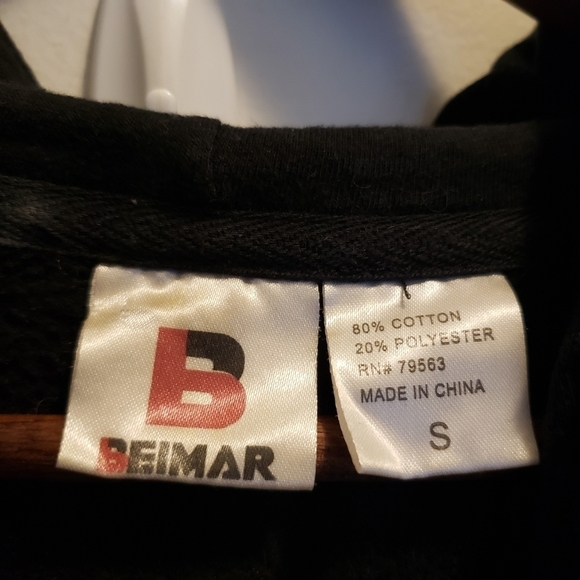 B
BEIMAR
80% COTTON
20% POLYESTER
RN# 79563
MADE IN CHINA
S